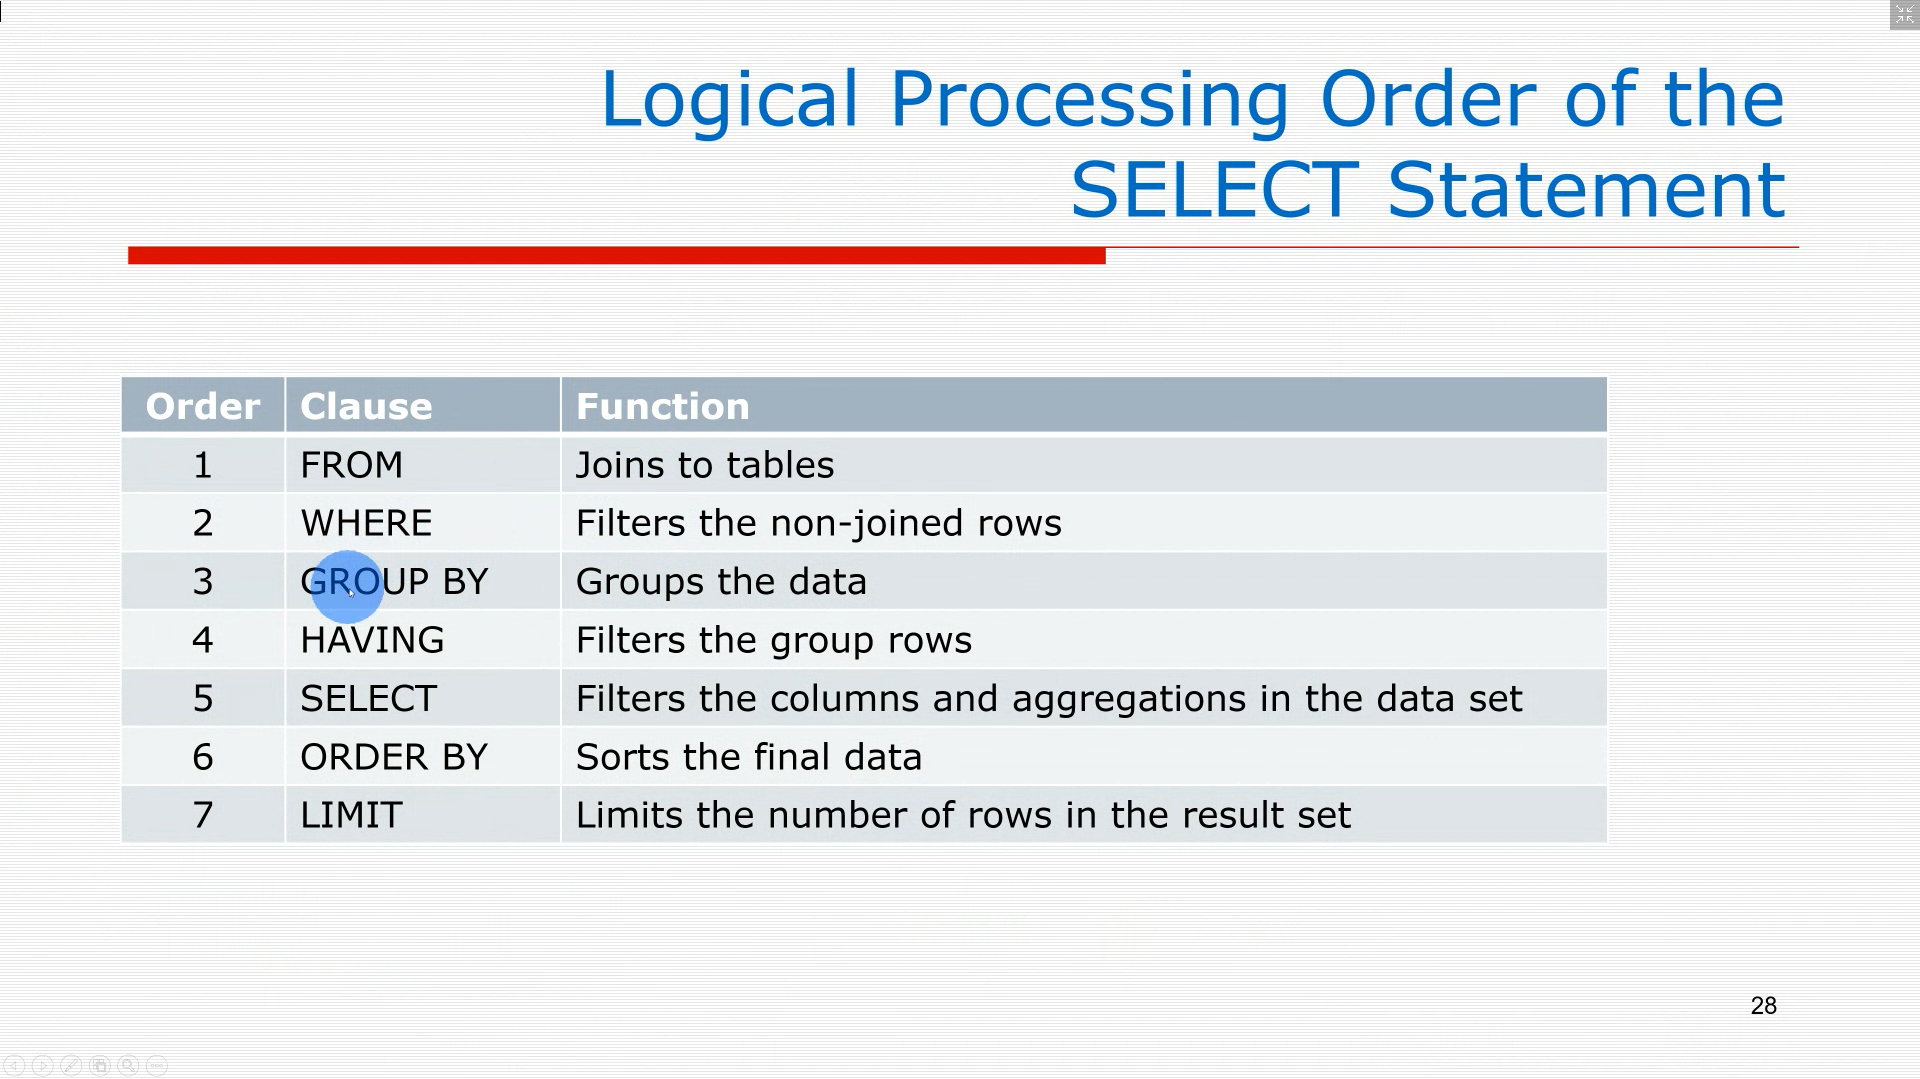 Logical Processing Order of the
SELECT Statement
Order Clause Function
1 FROM Joins to tables
2 WHERE Filters the non-joined rows
3 GROUP BY Groups the data
4 HAVING Filters the group rows
5 SELECT Filters the columns and aggregations in the data set
6 ORDER BY Sorts the final data
7 LIMIT Limits the number of rows in the result set
28